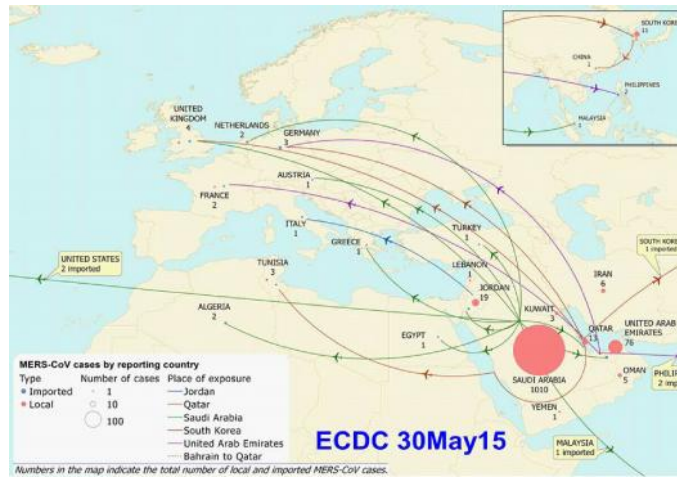 SOUTH KOREA
11
CHINA
1
PHILIPPINES
2
MALAYSIA
UNITED
KINGDOM
4
NETHERLANDS
2
GERMANY
3
AUSTRIA
1
FRANCE
2
ITALY
1
GREECE
1
TURKEY
1
UNITED STATES
2 imported
TUNISIA
3
LEBANON
1
JORDAN
19
IRAN
6
SOUTH KOREA
1 imported
KUWAIT
3
QATAR
13
UNITED ARAB
EMIRATES
76
ALGERIA
2
EGYPT
1
SAUDI ARABIA
1010
OMAN
5
PHILIP
2 imp
YEMEN
1
MALAYSIA
1 imported
MERS-CoV cases by reporting country
Type
Number of cases
Place of exposure
Imported
Local
1
10
100
Jordan
Qatar
Saudi Arabia
South Korea
United Arab Emirates
Bahrain to Qatar
ECDC 30May15
Numbers in the map indicate the total number of local and imported MERS-CoV cases.